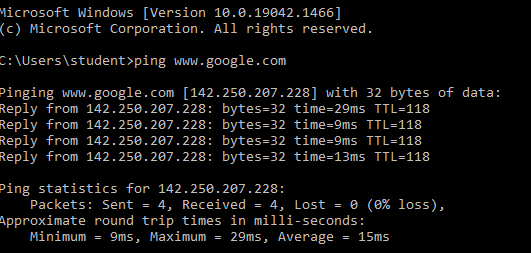 Microsoft Windows [Version 10.0.19042.1466]
(c) Microsoft Corporation. All rights reserved.
C:\Users\student>ping www.google.com
Pinging www.google.com [142.250.207.228] with 32 bytes of data:
Reply from 142.250.207.228: bytes=32 time=29ms TTL=118
Reply from 142.250.207.228: bytes=32 time=9ms TTL=118
Reply from 142.250.207.228: bytes=32 time=9ms TTL=118
Reply from 142.250.207.228: bytes=32 time=13ms TTL=118
Ping statistics for 142.250.207.228:
    Packets: Sent = 4, Received = 4, Lost = 0 (0% loss),
Approximate round trip times in milli-seconds:
    Minimum = 9ms, Maximum = 29ms, Average = 15ms